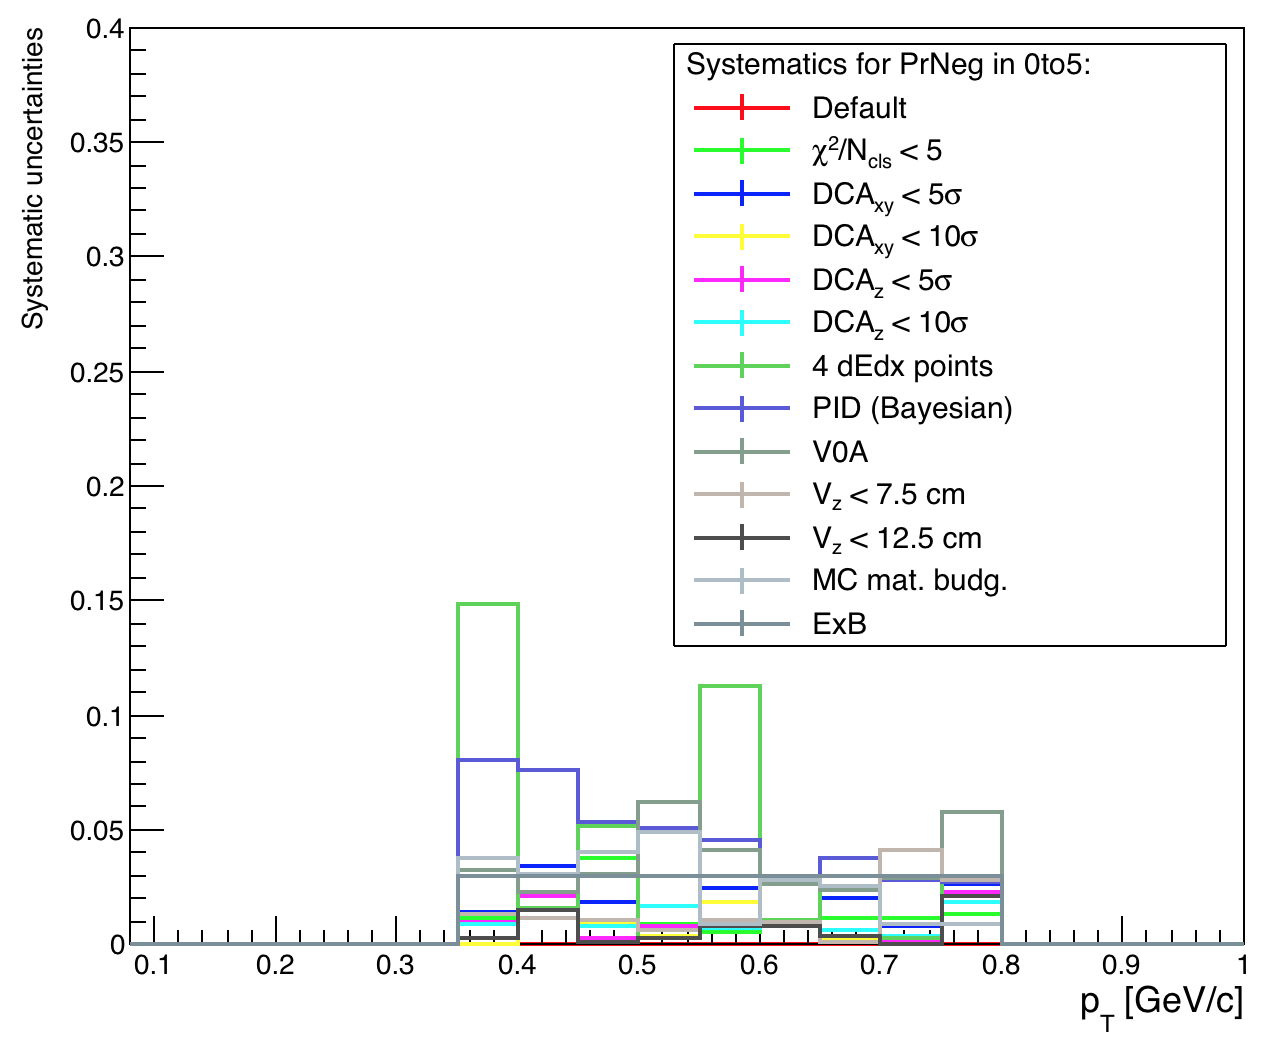 Systematic uncertainties
0.4
0.35
0.3
0.25
0.2
0.15
0.1
0.05
0
Systematics for PrNeg in 0to5:
Default
χ²/N_cls < 5
DCA_xy < 5σ
DCA_xy < 10σ
DCA_z < 5σ
DCA_z < 10σ
4 dEdx points
PID (Bayesian)
V0A
V_z < 7.5 cm
V_z < 12.5 cm
MC mat. budg.
ExB
0.1 0.2 0.3 0.4 0.5 0.6 0.7 0.8 0.9 1
p_T [GeV/c]